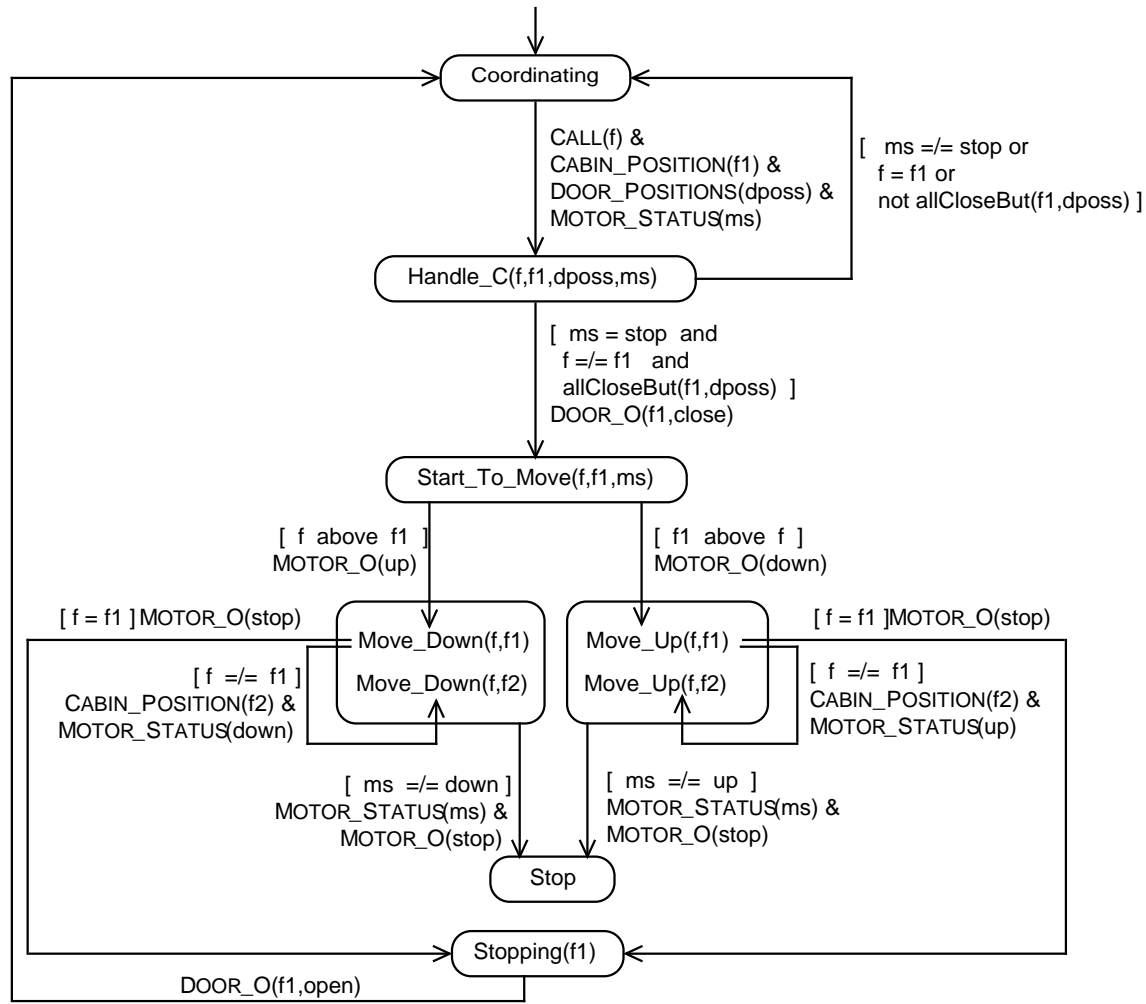 Coordinating
CALL(f) &
CABIN_POSITION(f1) &
DOOR_POSITIONS(dposs) &
MOTOR_STATUS(ms)
[ ms =/= stop or
f = f1 or
not allCloseBut(f1,dposs) ]
Handle_C(f,f1,dposs,ms)
[ ms = stop and
f =/= f1 and
allCloseBut(f1,dposs) ]
DOOR_O(f1,close)
Start_To_Move(f,f1,ms)
[ f above f1 ]
MOTOR_O(up)
[ f1 above f ]
MOTOR_O(down)
[ f = f1 ] MOTOR_O(stop)
Move_Down(f,f1)
Move_Down(f,f2)
[ f =/= f1 ]
CABIN_POSITION(f2) &
MOTOR_STATUS(down)
Move_Up(f,f1)
Move_Up(f,f2)
[ f = f1 ]MOTOR_O(stop)
[ f =/= f1 ]
CABIN_POSITION(f2) &
MOTOR_STATUS(up)
[ ms =/= down ]
MOTOR_STATUS(ms) &
MOTOR_O(stop)
[ ms =/= up ]
MOTOR_STATUS(ms) &
MOTOR_O(stop)
Stop
Stopping(f1)
DOOR_O(f1,open)